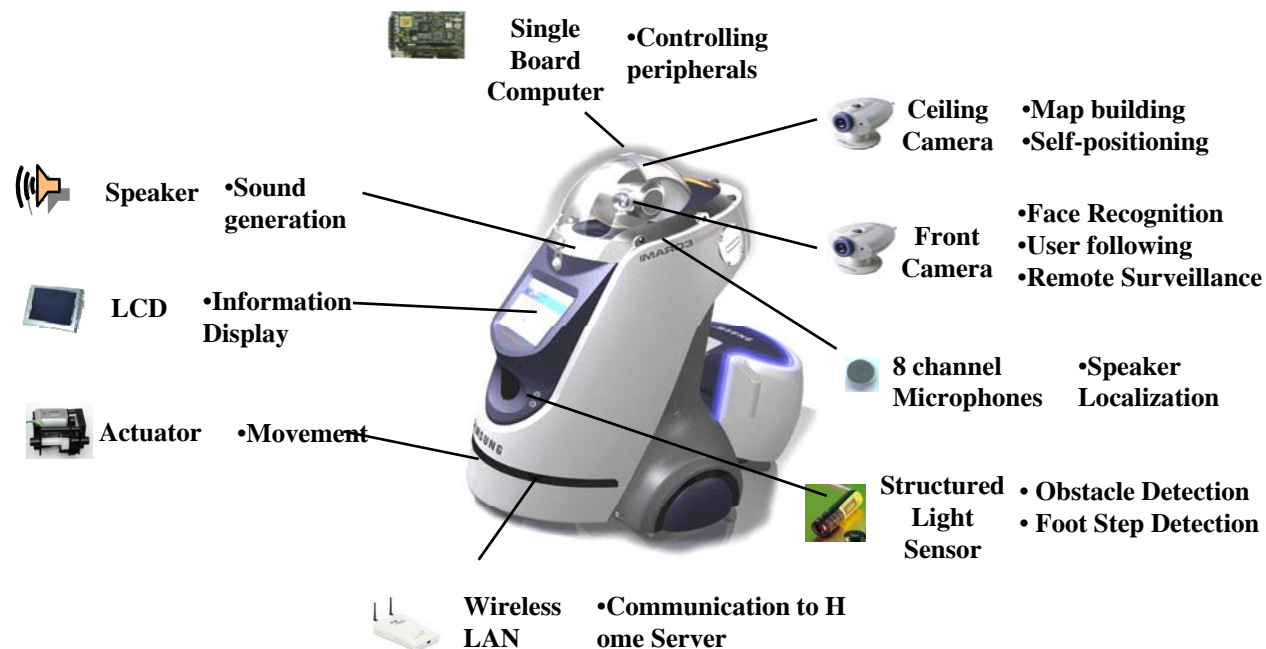 Single
Board
Computer
•Controlling
peripherals
Ceiling
Camera
•Map building
•Self-positioning
Speaker
•Sound
generation
Front
Camera
•Face Recognition
•User following
•Remote Surveillance
LCD
•Information
Display
8 channel
Microphones
•Speaker
Localization
Actuator
•Movement
Structured
Light
Sensor
• Obstacle Detection
• Foot Step Detection
Wireless
LAN
•Communication to H
ome Server
iMARO3
SAMSUNG
AMSUNG